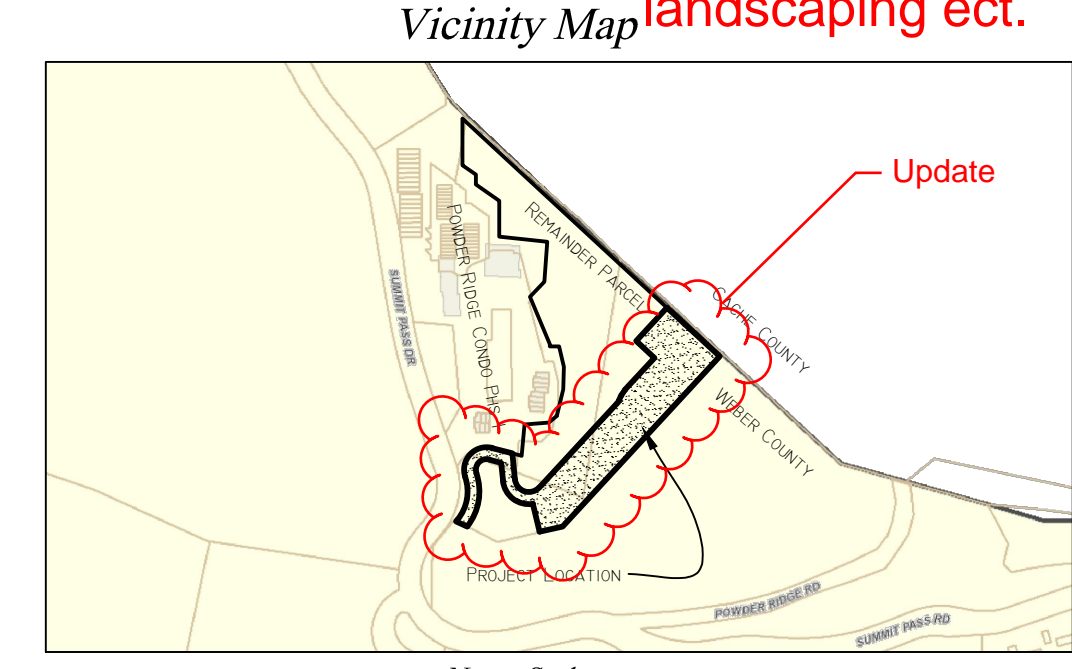 landscaping ect.
Vicinity Map
Update
REMAINDER PARCEL
POWDER RIDGE CONDO PHS 1
CACHE COUNTY
SUMMIT PASS DR
WEBER COUNTY
PROJECT LOCATION
POWDER RIDGE RD
SUMMIT PASS RD